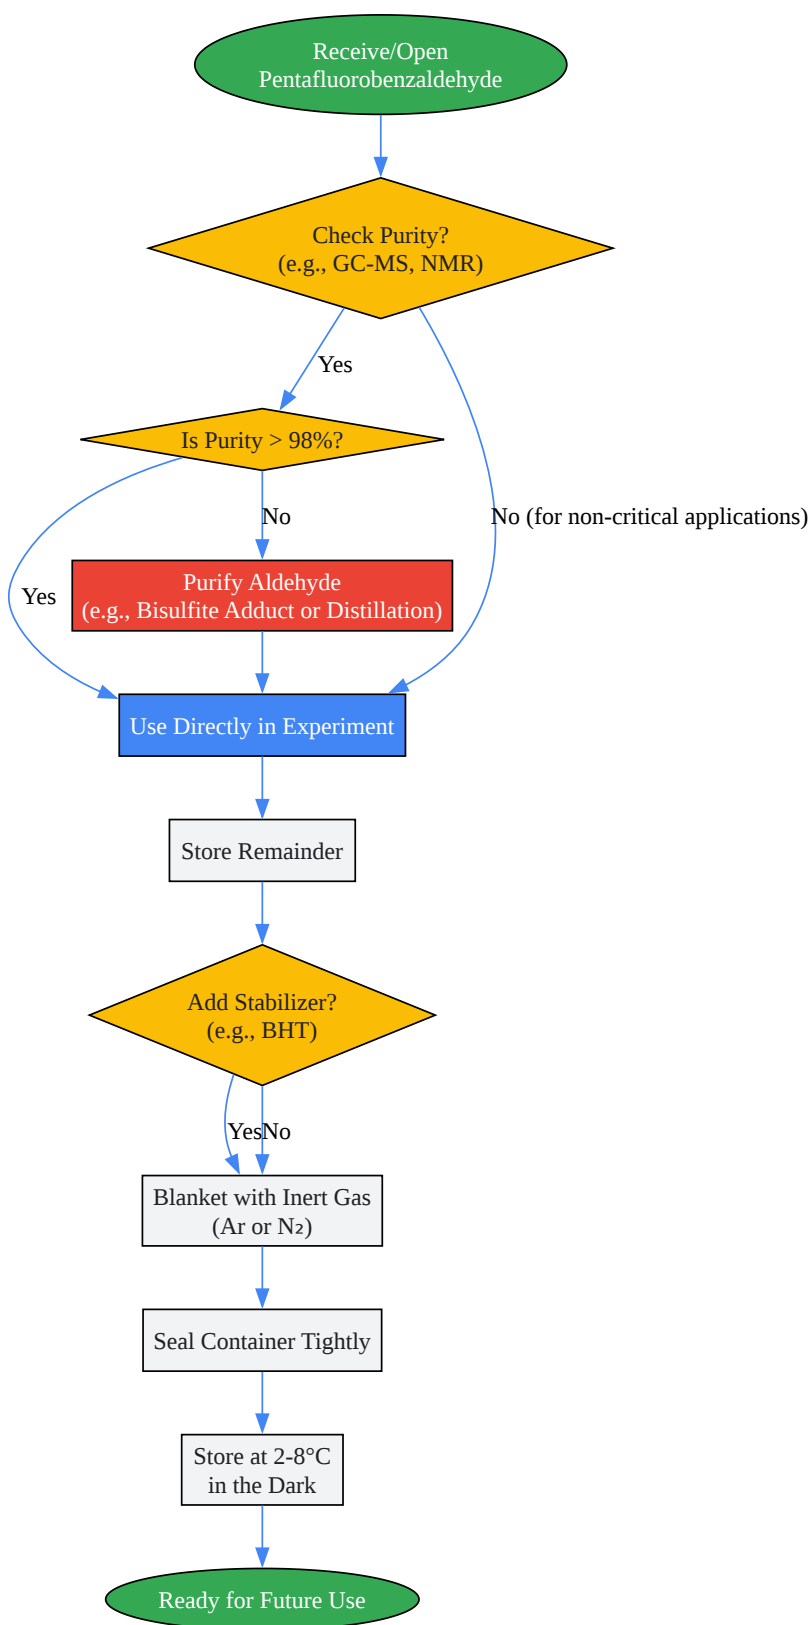 Receive/Open
Pentafluorobenzaldehyde
Check Purity?
(e.g., GC-MS, NMR)
Yes
Is Purity > 98%?
No
No (for non-critical applications)
Purify Aldehyde
(e.g., Bisulfite Adduct or Distillation)
Yes
Use Directly in Experiment
Store Remainder
Add Stabilizer?
(e.g., BHT)
Yes
No
Blanket with Inert Gas
(Ar or N₂)
Seal Container Tightly
Store at 2-8°C
in the Dark
Ready for Future Use